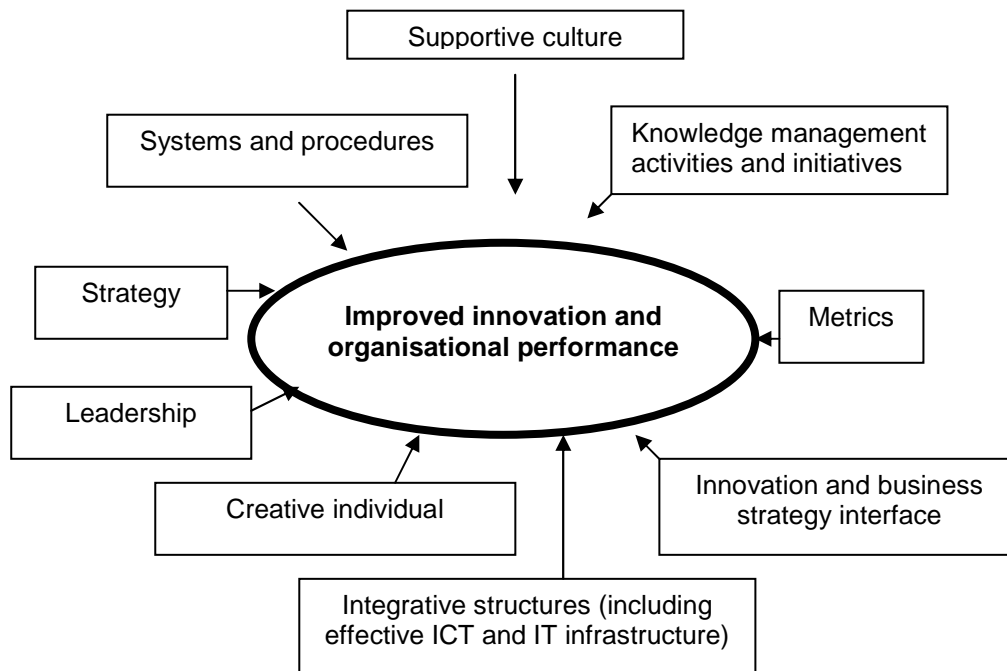 Supportive culture
Systems and procedures
Knowledge management
activities and initiatives
Strategy
Improved innovation and
organisational performance
Metrics
Leadership
Creative individual
Innovation and business
strategy interface
Integrative structures (including
effective ICT and IT infrastructure)